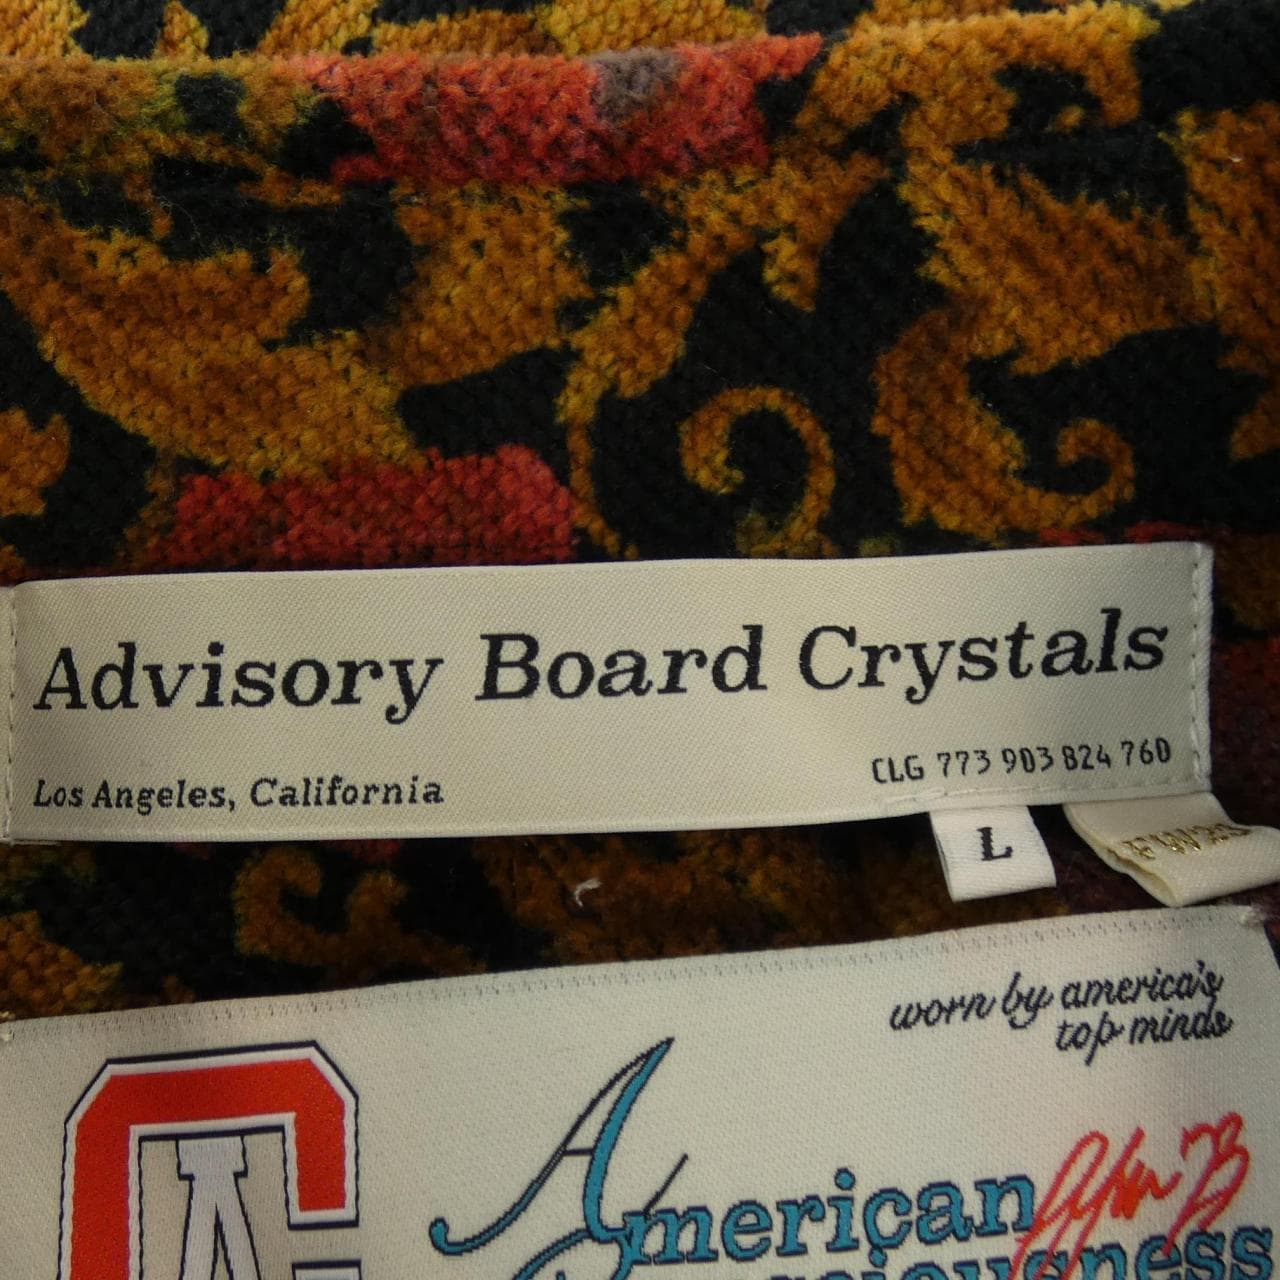 Advisory Board Crystals
Los Angeles, California
CLG 773 903 824 760
L
worn by america's
top minds
American